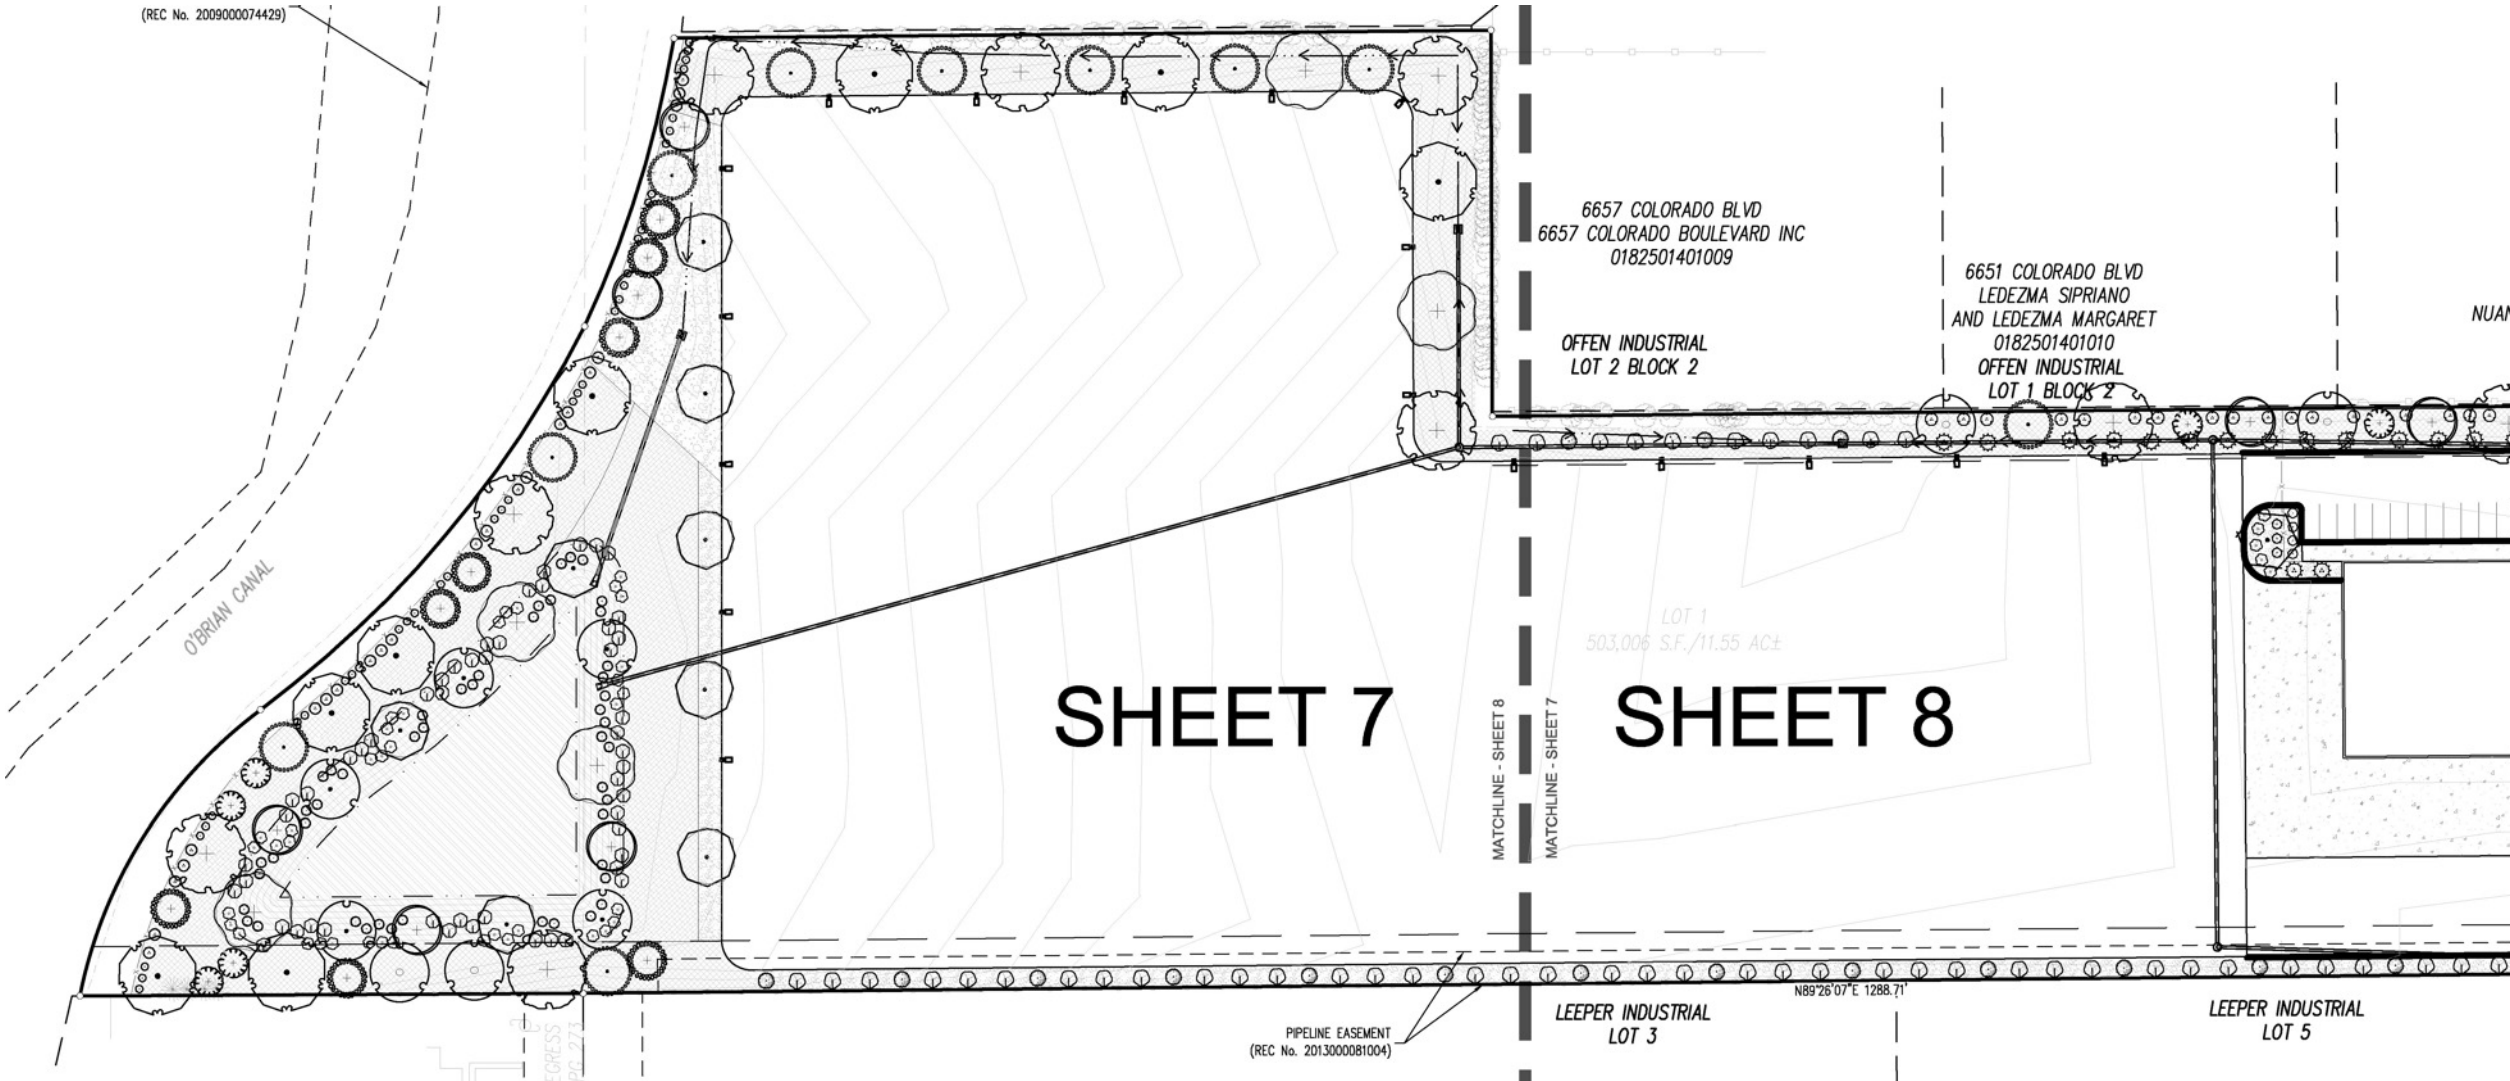 (REC No. 2009000074429)
O'BRIAN CANAL
6657 COLORADO BLVD
6657 COLORADO BOULEVARD INC
0182501401009
OFFEN INDUSTRIAL
LOT 2 BLOCK 2
6651 COLORADO BLVD
LEDEZMA SIPRIANO
AND LEDEZMA MARGARET
0182501401010
OFFEN INDUSTRIAL
LOT 1 BLOCK 2
LOT 1
503,006 S.F./11.55 AC±
SHEET 7
MATCHLINE - SHEET 8
MATCHLINE - SHEET 7
SHEET 8
N89°26'07"E 1288.71'
LEEPER INDUSTRIAL
LOT 3
LEEPER INDUSTRIAL
LOT 5
PIPELINE EASEMENT
(REC No. 2013000081004)
EGRESS
PG. 273